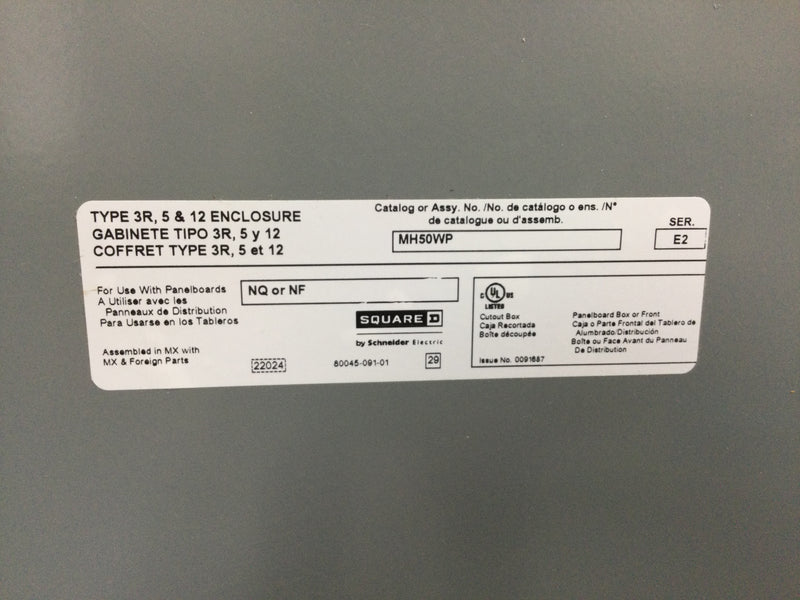 TYPE 3R, 5 & 12 ENCLOSURE
GABINETE TIPO 3R, 5 y 12
COFFRET TYPE 3R, 5 et 12
Catalog or Assy. No. /No. de catálogo o ens. /N°
de catalogue ou d'assemb.
MH50WP
SER.
E2
For Use With Panelboards
A Utiliser avec les
Panneaux de Distribution
Para Usarse en los Tableros
NQ or NF
SQUARE D
by Schneider Electric
Assembled in MX with
MX & Foreign Parts
22024
80045-091-01
29
C UL US
LISTED
Cutout Box
Caja Recortada
Boîte découpée
Issue No. 0091687
Panelboard Box or Front
Caja o Parte Frontal del Tablero de
Alumbrado/Distribución
Boîte ou Face Avant du Panneau
De Distribution